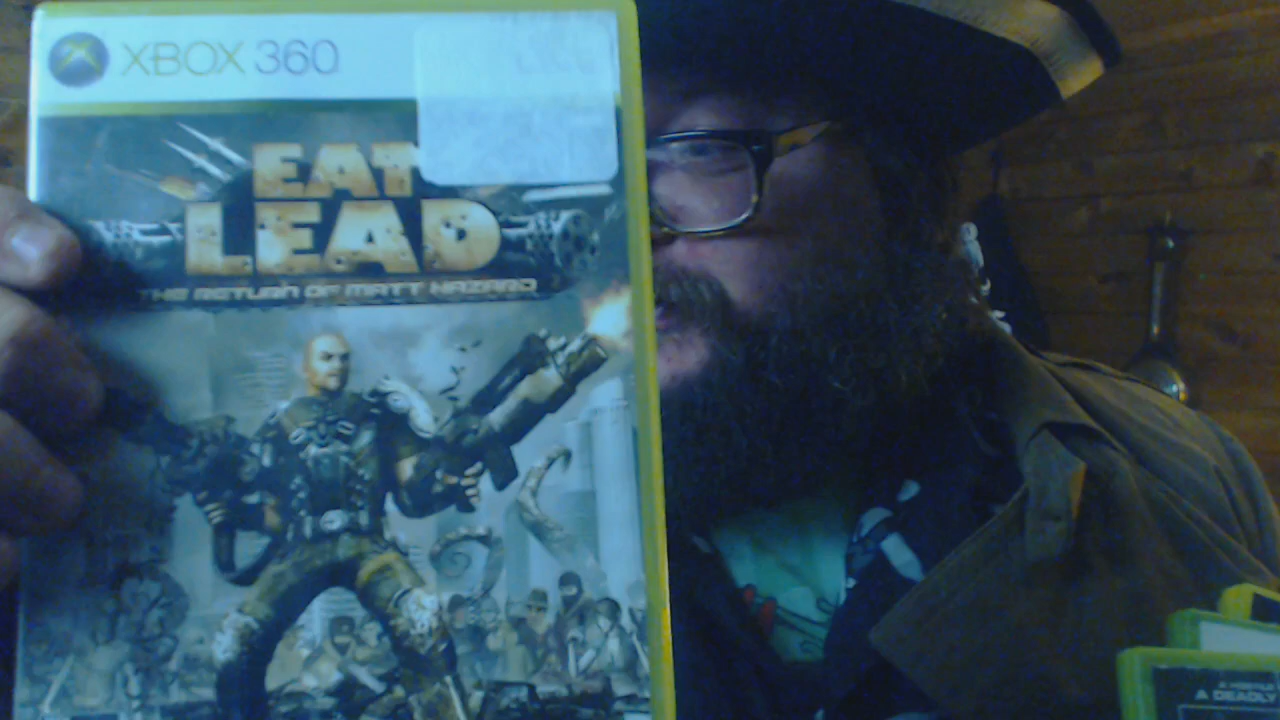 XBOX 360
EAT
LEAD
THE RETURN OF MATT HAZARD
A DEADLY